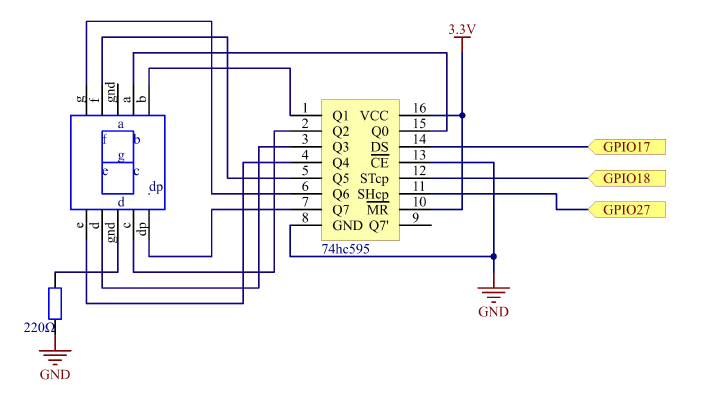 3.3V
g f gnd a b
a
f b
g
e c
dp
d
e d gnd c dp
220Ω
GND
1 Q1 VCC 16
2 Q2 Q0 15
3 Q3 DS 14
4 Q4 CE 13
5 Q5 STcp 12
6 Q6 SHcp 11
7 Q7 MR 10
8 GND Q7' 9
74hc595
GPIO17
GPIO18
GPIO27
GND